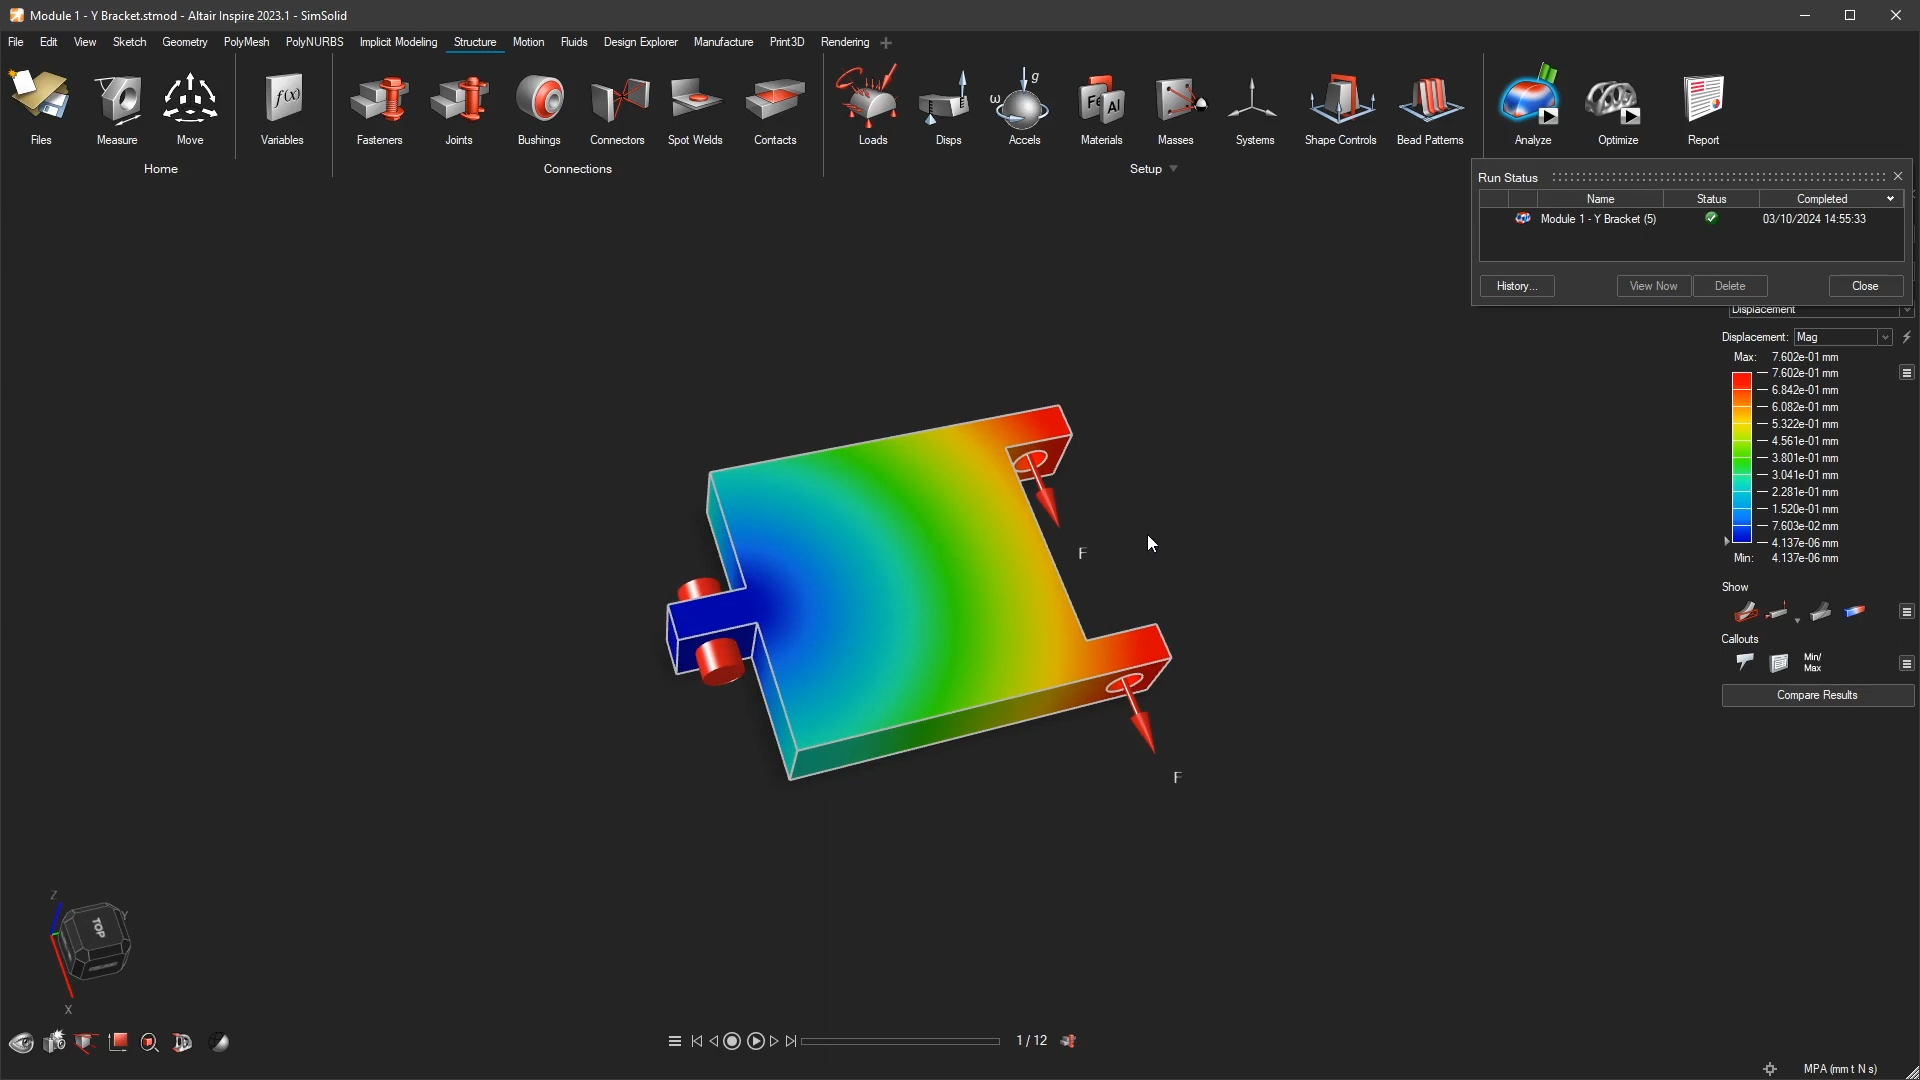 Module 1 - Y Bracket.stmod - Altair Inspire 2023.1 - SimSolid
File Edit View Sketch Geometry PolyMesh PolyNURBS Implicit Modeling Structure Motion Fluids Design Explorer Manufacture Print3D Rendering
f(x) g ω Fe Al
Files Measure Move Variables Fasteners Joints Bushings Connectors Spot Welds Contacts Loads Disps Accels Materials Masses Systems Shape Controls Bead Patterns Analyze Optimize Report
Home Connections Setup
Run Status
Name Status Completed
Module 1 - Y Bracket (5) 03/10/2024 14:55:33
History... View Now Delete Close
Displacement
Displacement: Mag
Max: 7.602e-01 mm
7.602e-01 mm
6.842e-01 mm
6.082e-01 mm
5.322e-01 mm
4.561e-01 mm
3.801e-01 mm
3.041e-01 mm
2.281e-01 mm
1.520e-01 mm
7.603e-02 mm
4.137e-06 mm
Min: 4.137e-06 mm
Show
Callouts
Min/
Max
Compare Results
F
F
Z
Y
TOP
X
1 / 12
MPA (mm t N s)